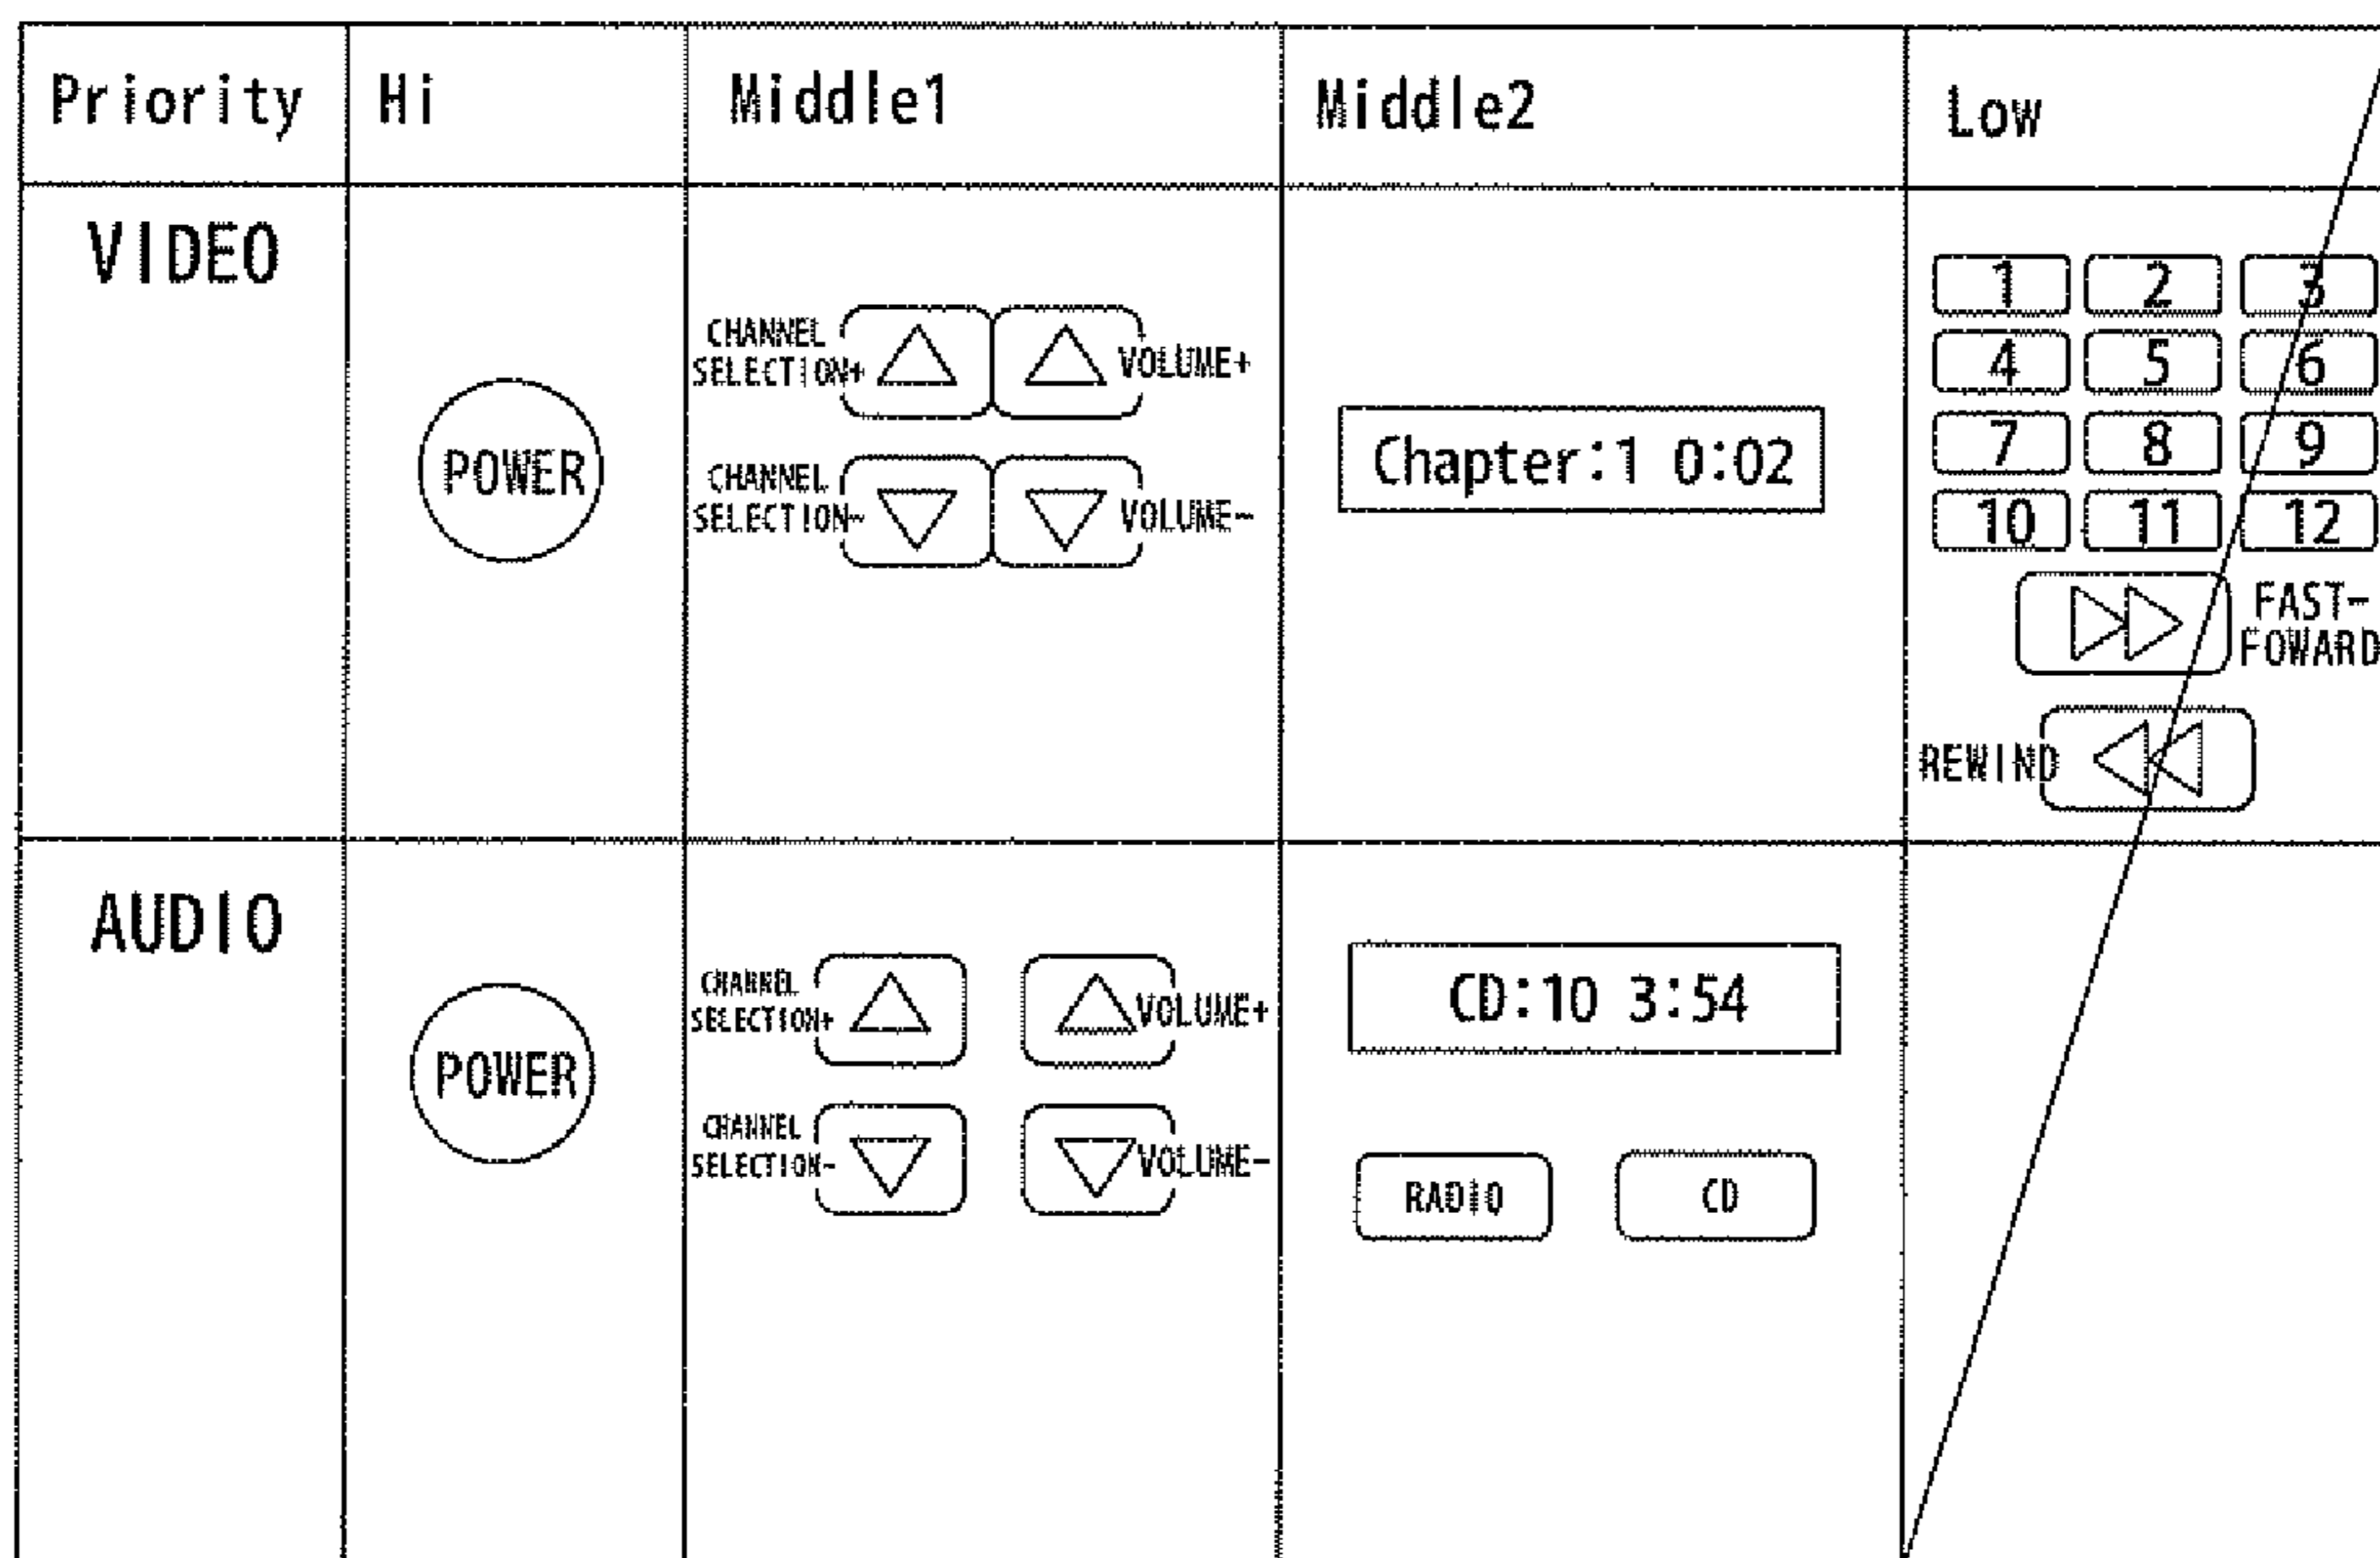 Priority Hi Middle1 Middle2 Low
VIDEO
POWER
CHANNEL
SELECTION+
VOLUME+
CHANNEL
SELECTION-
VOLUME-
Chapter:1 0:02
1 2 3
4 5 6
7 8 9
10 11 12
FAST-
FOWARD
REWIND
AUDIO
POWER
CHANNEL
SELECTION+
VOLUME+
CHANNEL
SELECTION-
VOLUME-
CD:10 3:54
RADIO CD